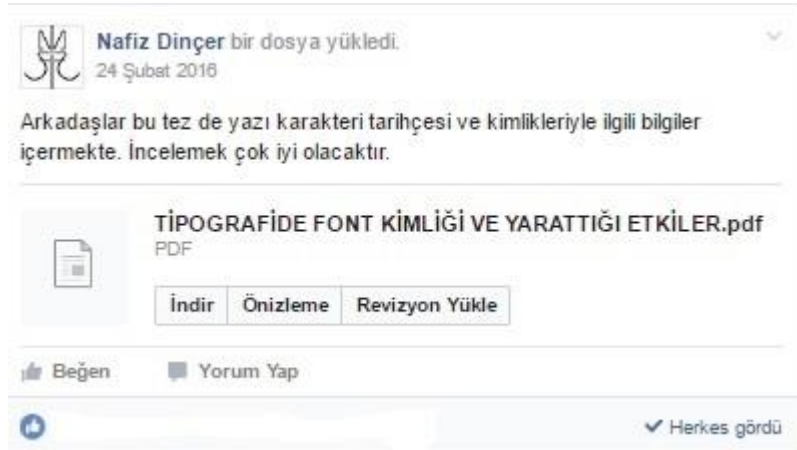 Nafiz Dinçer bir dosya yükledi.
24 Şubat 2016
Arkadaşlar bu tez de yazı karakteri tarihçesi ve kimlikleriyle ilgili bilgiler
içermekte. İncelemek çok iyi olacaktır.
TİPOGRAFİDE FONT KİMLİĞİ VE YARATTIĞI ETKİLER.pdf
PDF
İndir Önizleme Revizyon Yükle
Beğen Yorum Yap
Herkes gördü